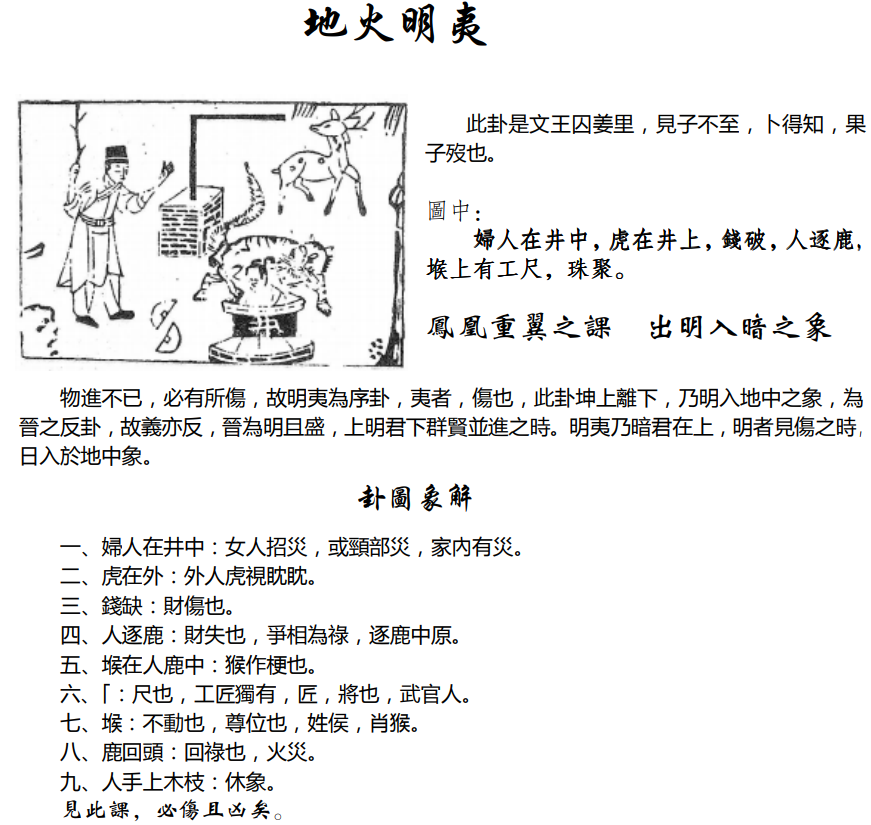 地火明夷
此卦是文王囚姜里，見子不至，卜得知，果
子歿也。
圖中：
婦人在井中，虎在井上，錢破，人逐鹿，
堠上有工尺，珠聚。
鳳凰重翼之課　出明入暗之象
物進不已，必有所傷，故明夷為序卦，夷者，傷也，此卦坤上離下，乃明入地中之象，為
晉之反卦，故義亦反，晉為明且盛，上明君下群賢並進之時。明夷乃暗君在上，明者見傷之時，
日入於地中象。
卦圖象解
一、婦人在井中：女人招災，或頸部災，家內有災。
二、虎在外：外人虎視眈眈。
三、錢缺：財傷也。
四、人逐鹿：財失也，爭相為祿，逐鹿中原。
五、堠在人鹿中：猴作梗也。
六、「：尺也，工匠獨有，匠，將也，武官人。
七、堠：不動也，尊位也，姓侯，肖猴。
八、鹿回頭：回祿也，火災。
九、人手上木枝：休象。
見此課，必傷且凶矣。